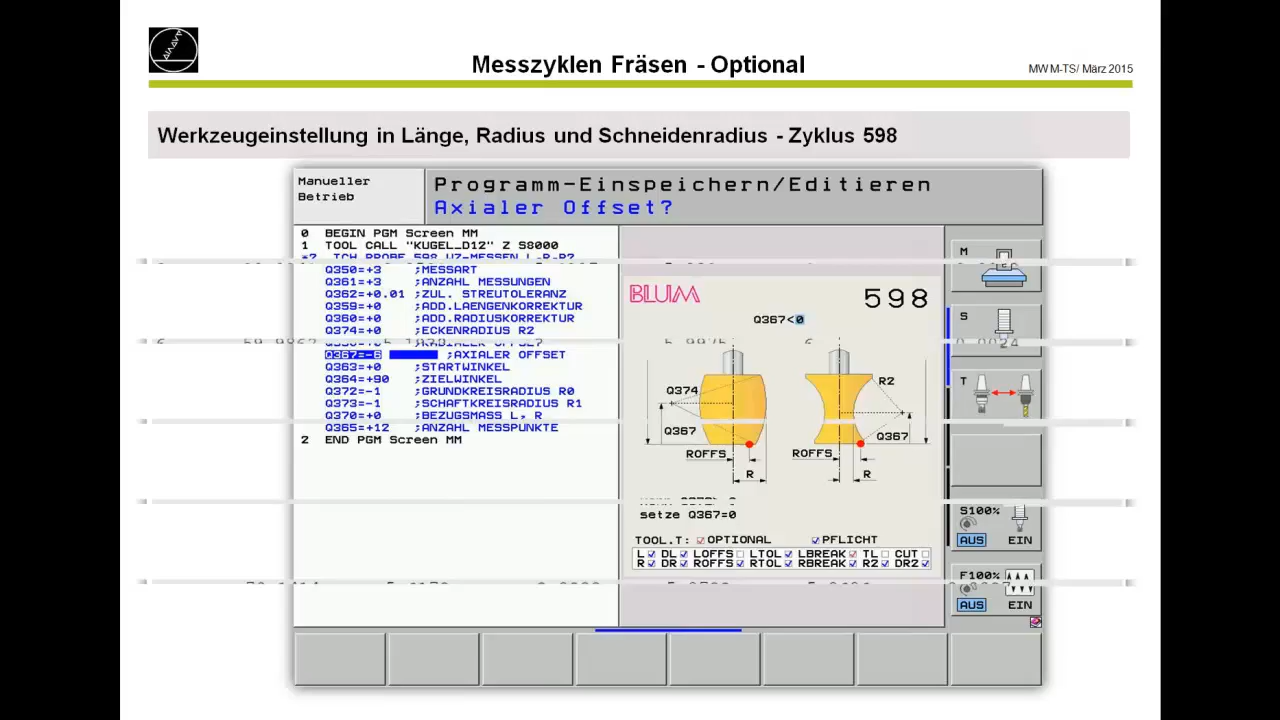 Messzyklen Fräsen - Optional
MWM-TS/ März 2015
Werkzeugeinstellung in Länge, Radius und Schneidenradius - Zyklus 598
Manueller
Betrieb
Programm-Einspeichern/Editieren
Axialer Offset?
0 BEGIN PGM Screen MM
1 TOOL CALL "KUGEL_D12" Z S8000
Q350=+3 ;MESSART
Q361=+3 ;ANZAHL MESSUNGEN
Q362=+0.01 ;ZUL. STREUTOLERANZ
Q359=+0 ;ADD.LAENGENKORREKTUR
Q360=+0 ;ADD.RADIUSKORREKTUR
Q374=+0 ;ECKENRADIUS R2
Q367=-6 ;AXIALER OFFSET
Q363=+0 ;STARTWINKEL
Q364=+90 ;ZIELWINKEL
Q372=-1 ;GRUNDKREISRADIUS R0
Q373=-1 ;SCHAFTKREISRADIUS R1
Q370=+0 ;BEZUGSMASS L, R
Q365=+12 ;ANZAHL MESSPUNKTE
2 END PGM Screen MM
BLUM
598
Q367<0
Q374
Q367
ROFFS
R
R2
Q367
ROFFS
R
setze Q367=0
TOOL.T: OPTIONAL PFLICHT
L DL LOFFS LTOL LBREAK TL CUT
R DR ROFFS RTOL RBREAK R2 DR2
M
S
T
S100%
AUS EIN
F100%
AUS EIN